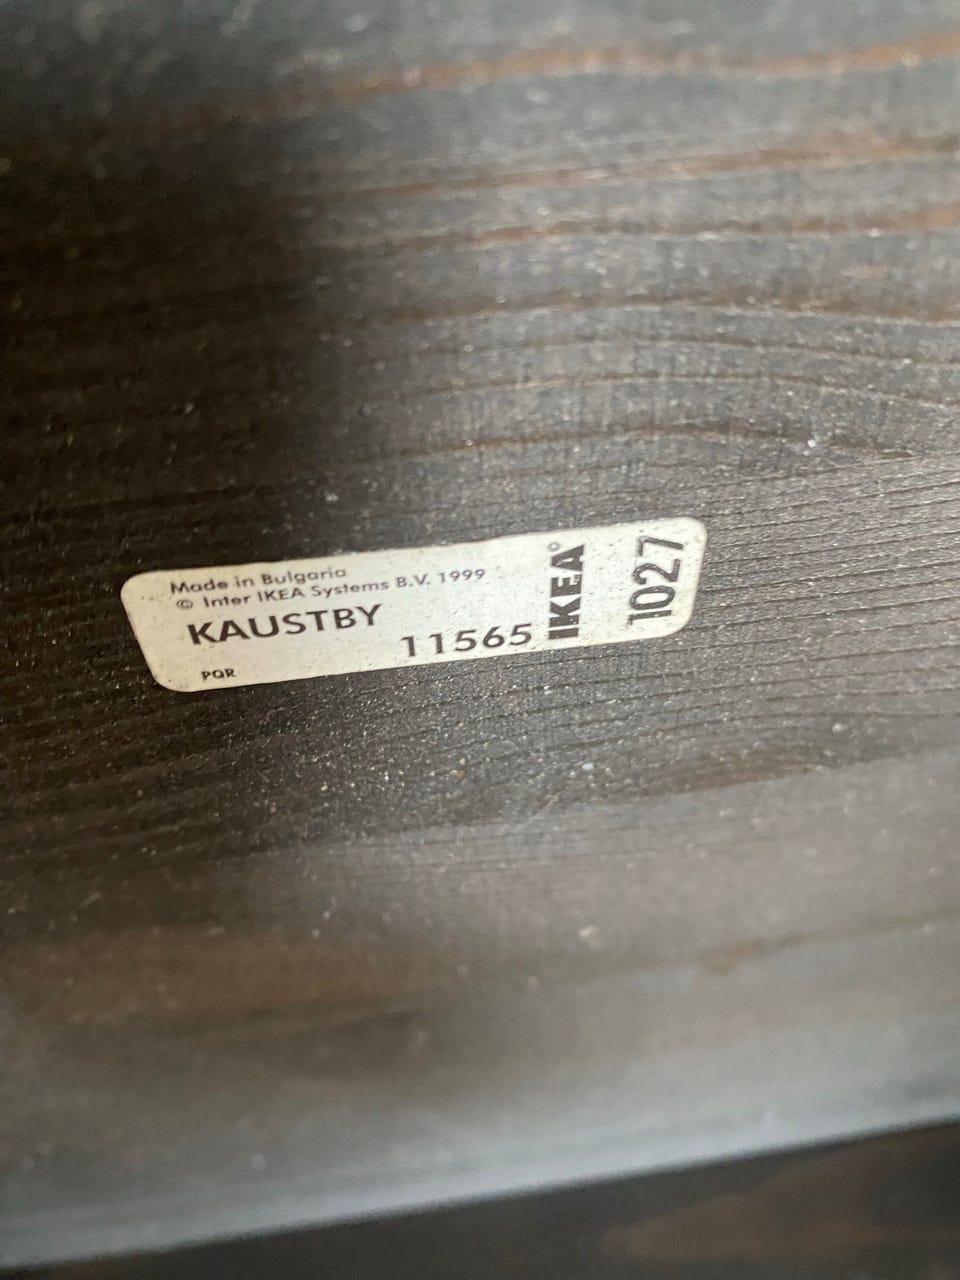 Made in Bulgaria
© Inter IKEA Systems B.V. 1999
KAUSTBY
11565
PQR
IKEA
1027